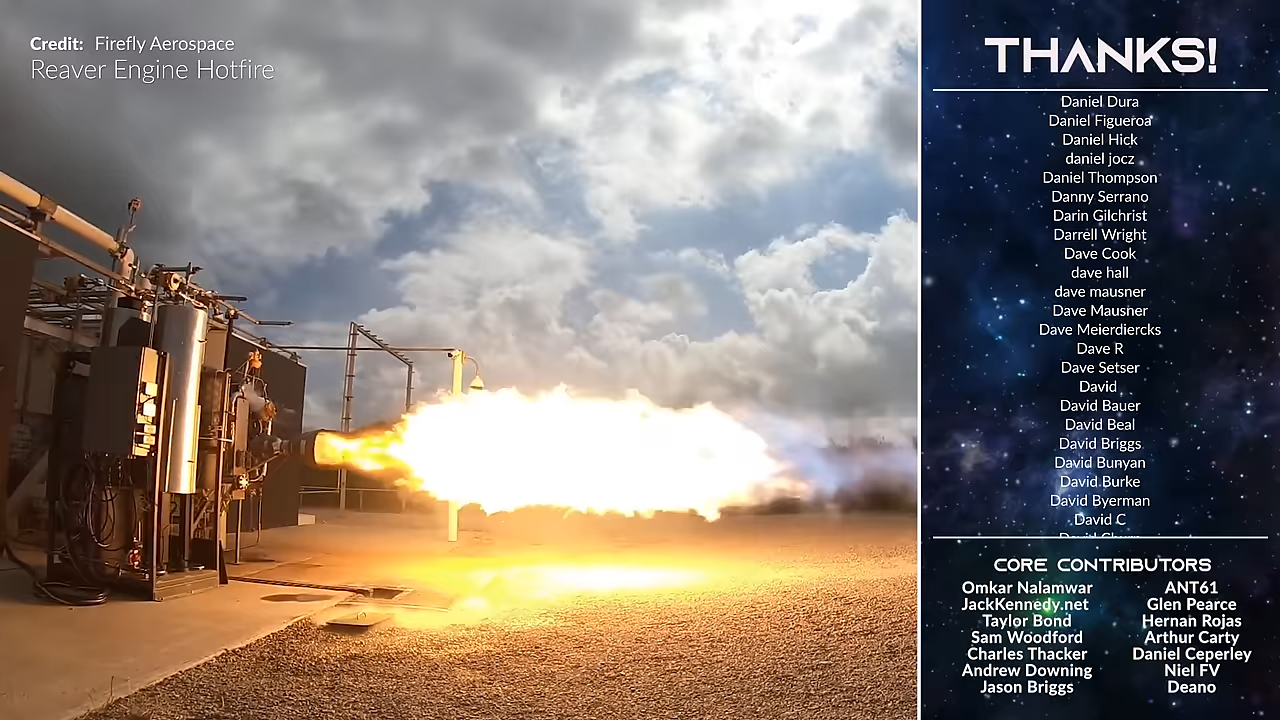 Credit: Firefly Aerospace
Reaver Engine Hotfire
THANKS!
Daniel Dura
Daniel Figueroa
Daniel Hick
daniel jocz
Daniel Thompson
Danny Serrano
Darin Gilchrist
Darrell Wright
Dave Cook
dave hall
dave mausner
Dave Mausner
Dave Meierdiercks
Dave R
Dave Setser
David
David Bauer
David Beal
David Briggs
David Bunyan
David Burke
David Byerman
David C
David
CORE CONTRIBUTORS
Omkar Nalamwar
JackKennedy.net
Taylor Bond
Sam Woodford
Charles Thacker
Andrew Downing
Jason Briggs
ANT61
Glen Pearce
Hernan Rojas
Arthur Carty
Daniel Ceperley
Niel FV
Deano